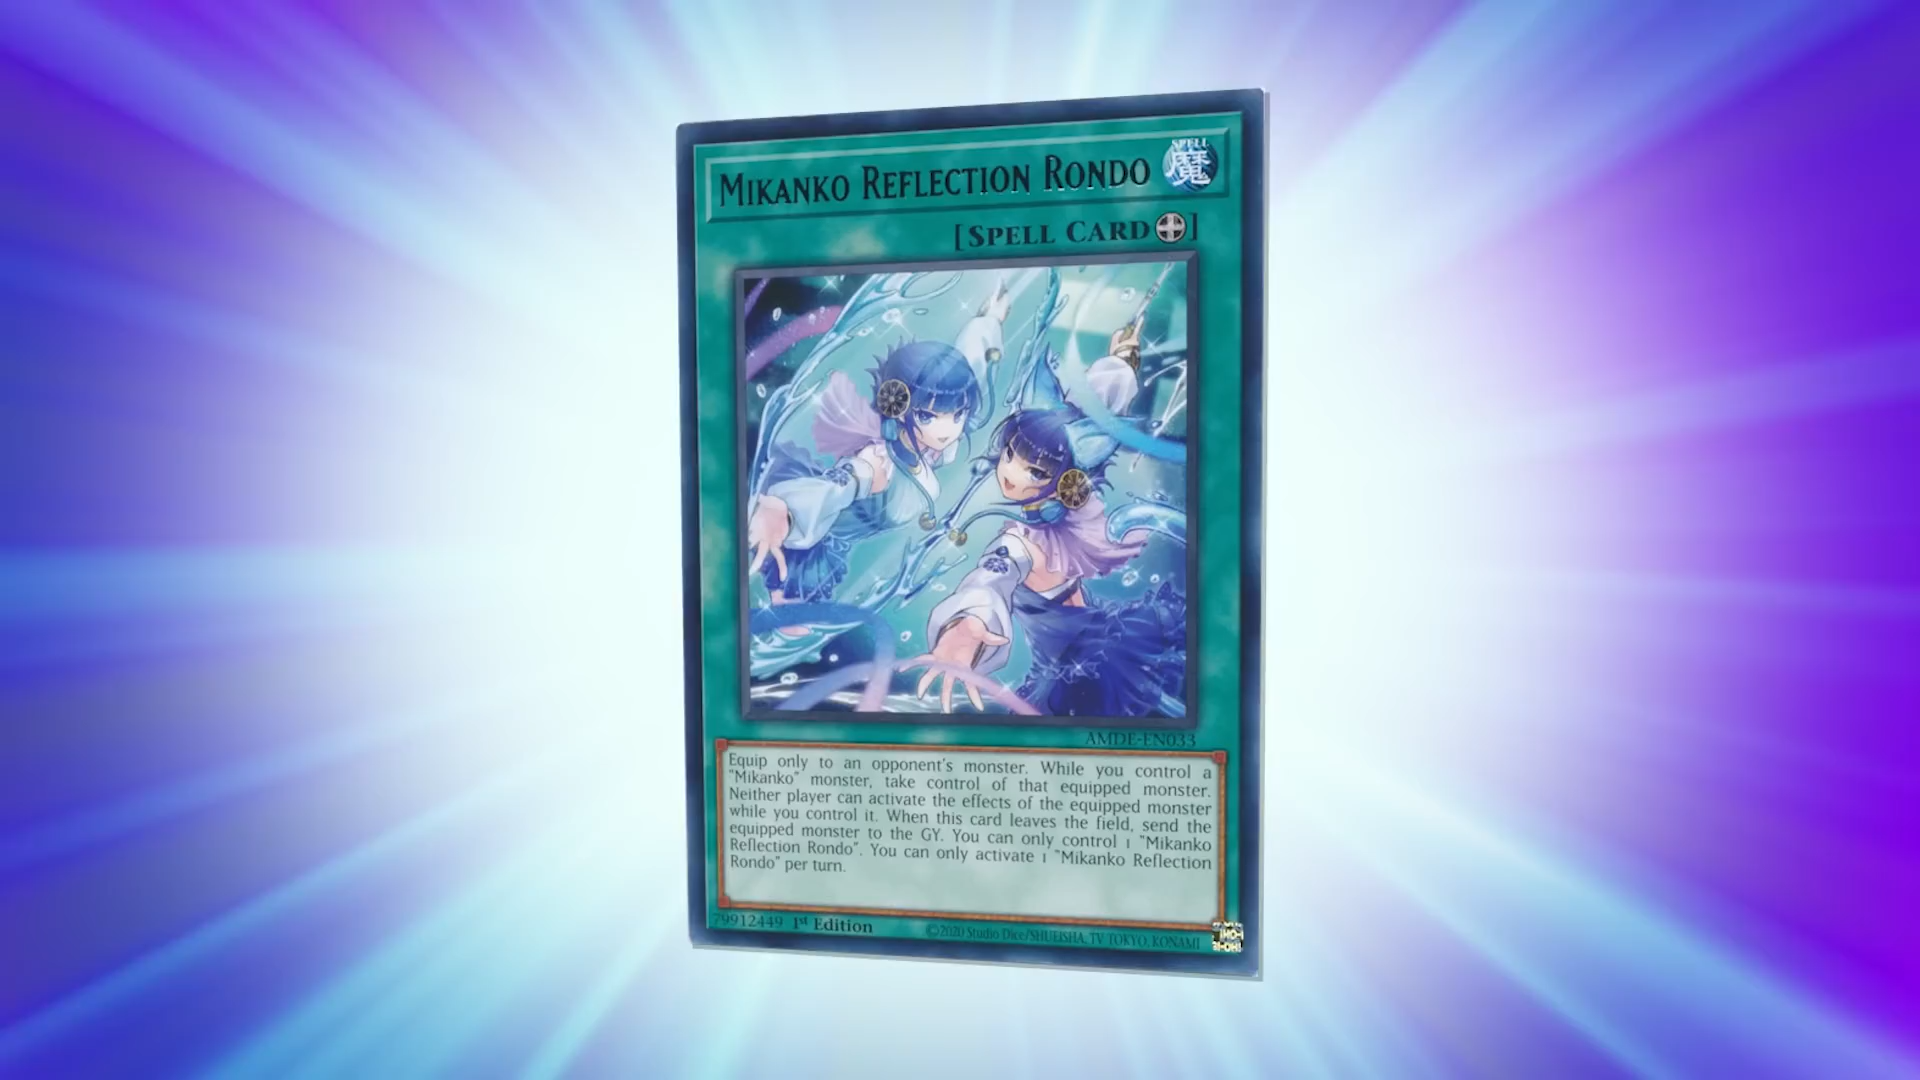 MIKANKO REFLECTION RONDO
SPELL
魔
[SPELL CARD]
AMDE-EN033
Equip only to an opponent's monster. While you control a
"Mikanko" monster, take control of that equipped monster.
Neither player can activate the effects of the equipped monster
while you control it. When this card leaves the field, send the
equipped monster to the GY. You can only control 1 "Mikanko
Reflection Rondo". You can only activate 1 "Mikanko Reflection
Rondo" per turn.
79912449 1st Edition
©2020 Studio Dice/SHUEISHA, TV TOKYO, KONAMI